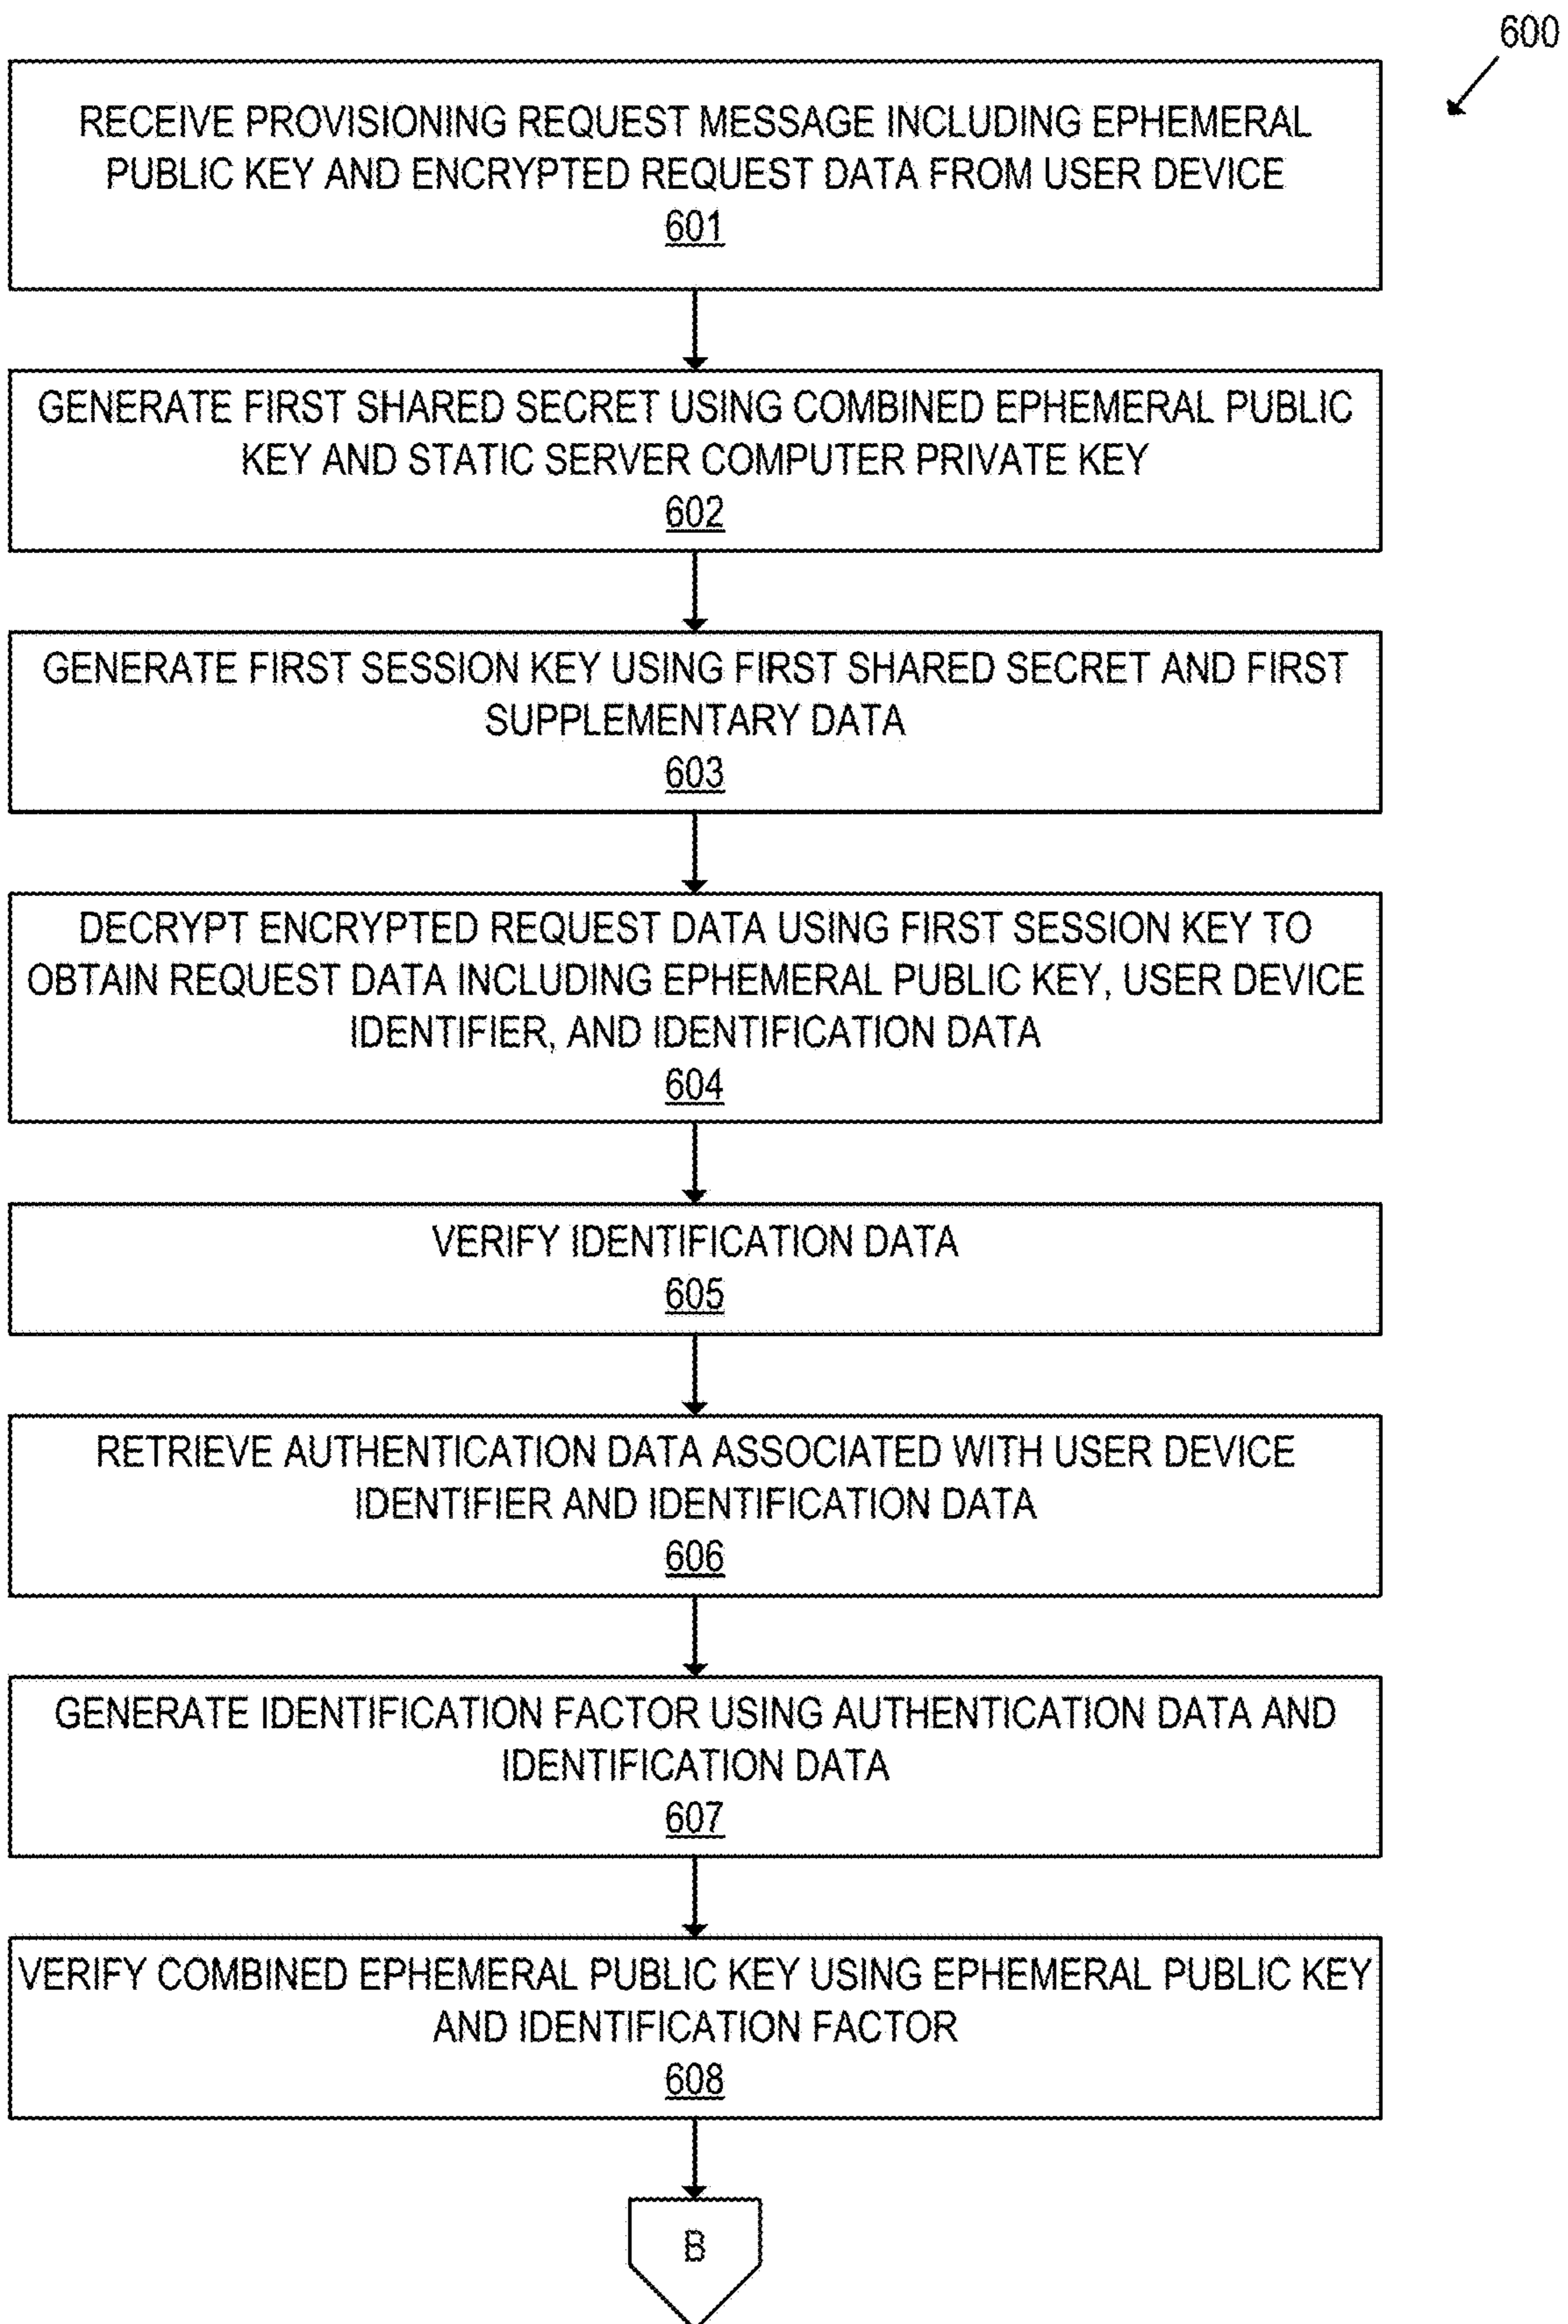 600
RECEIVE PROVISIONING REQUEST MESSAGE INCLUDING EPHEMERAL
PUBLIC KEY AND ENCRYPTED REQUEST DATA FROM USER DEVICE
601
GENERATE FIRST SHARED SECRET USING COMBINED EPHEMERAL PUBLIC
KEY AND STATIC SERVER COMPUTER PRIVATE KEY
602
GENERATE FIRST SESSION KEY USING FIRST SHARED SECRET AND FIRST
SUPPLEMENTARY DATA
603
DECRYPT ENCRYPTED REQUEST DATA USING FIRST SESSION KEY TO
OBTAIN REQUEST DATA INCLUDING EPHEMERAL PUBLIC KEY, USER DEVICE
IDENTIFIER, AND IDENTIFICATION DATA
604
VERIFY IDENTIFICATION DATA
605
RETRIEVE AUTHENTICATION DATA ASSOCIATED WITH USER DEVICE
IDENTIFIER AND IDENTIFICATION DATA
606
GENERATE IDENTIFICATION FACTOR USING AUTHENTICATION DATA AND
IDENTIFICATION DATA
607
VERIFY COMBINED EPHEMERAL PUBLIC KEY USING EPHEMERAL PUBLIC KEY
AND IDENTIFICATION FACTOR
608
B